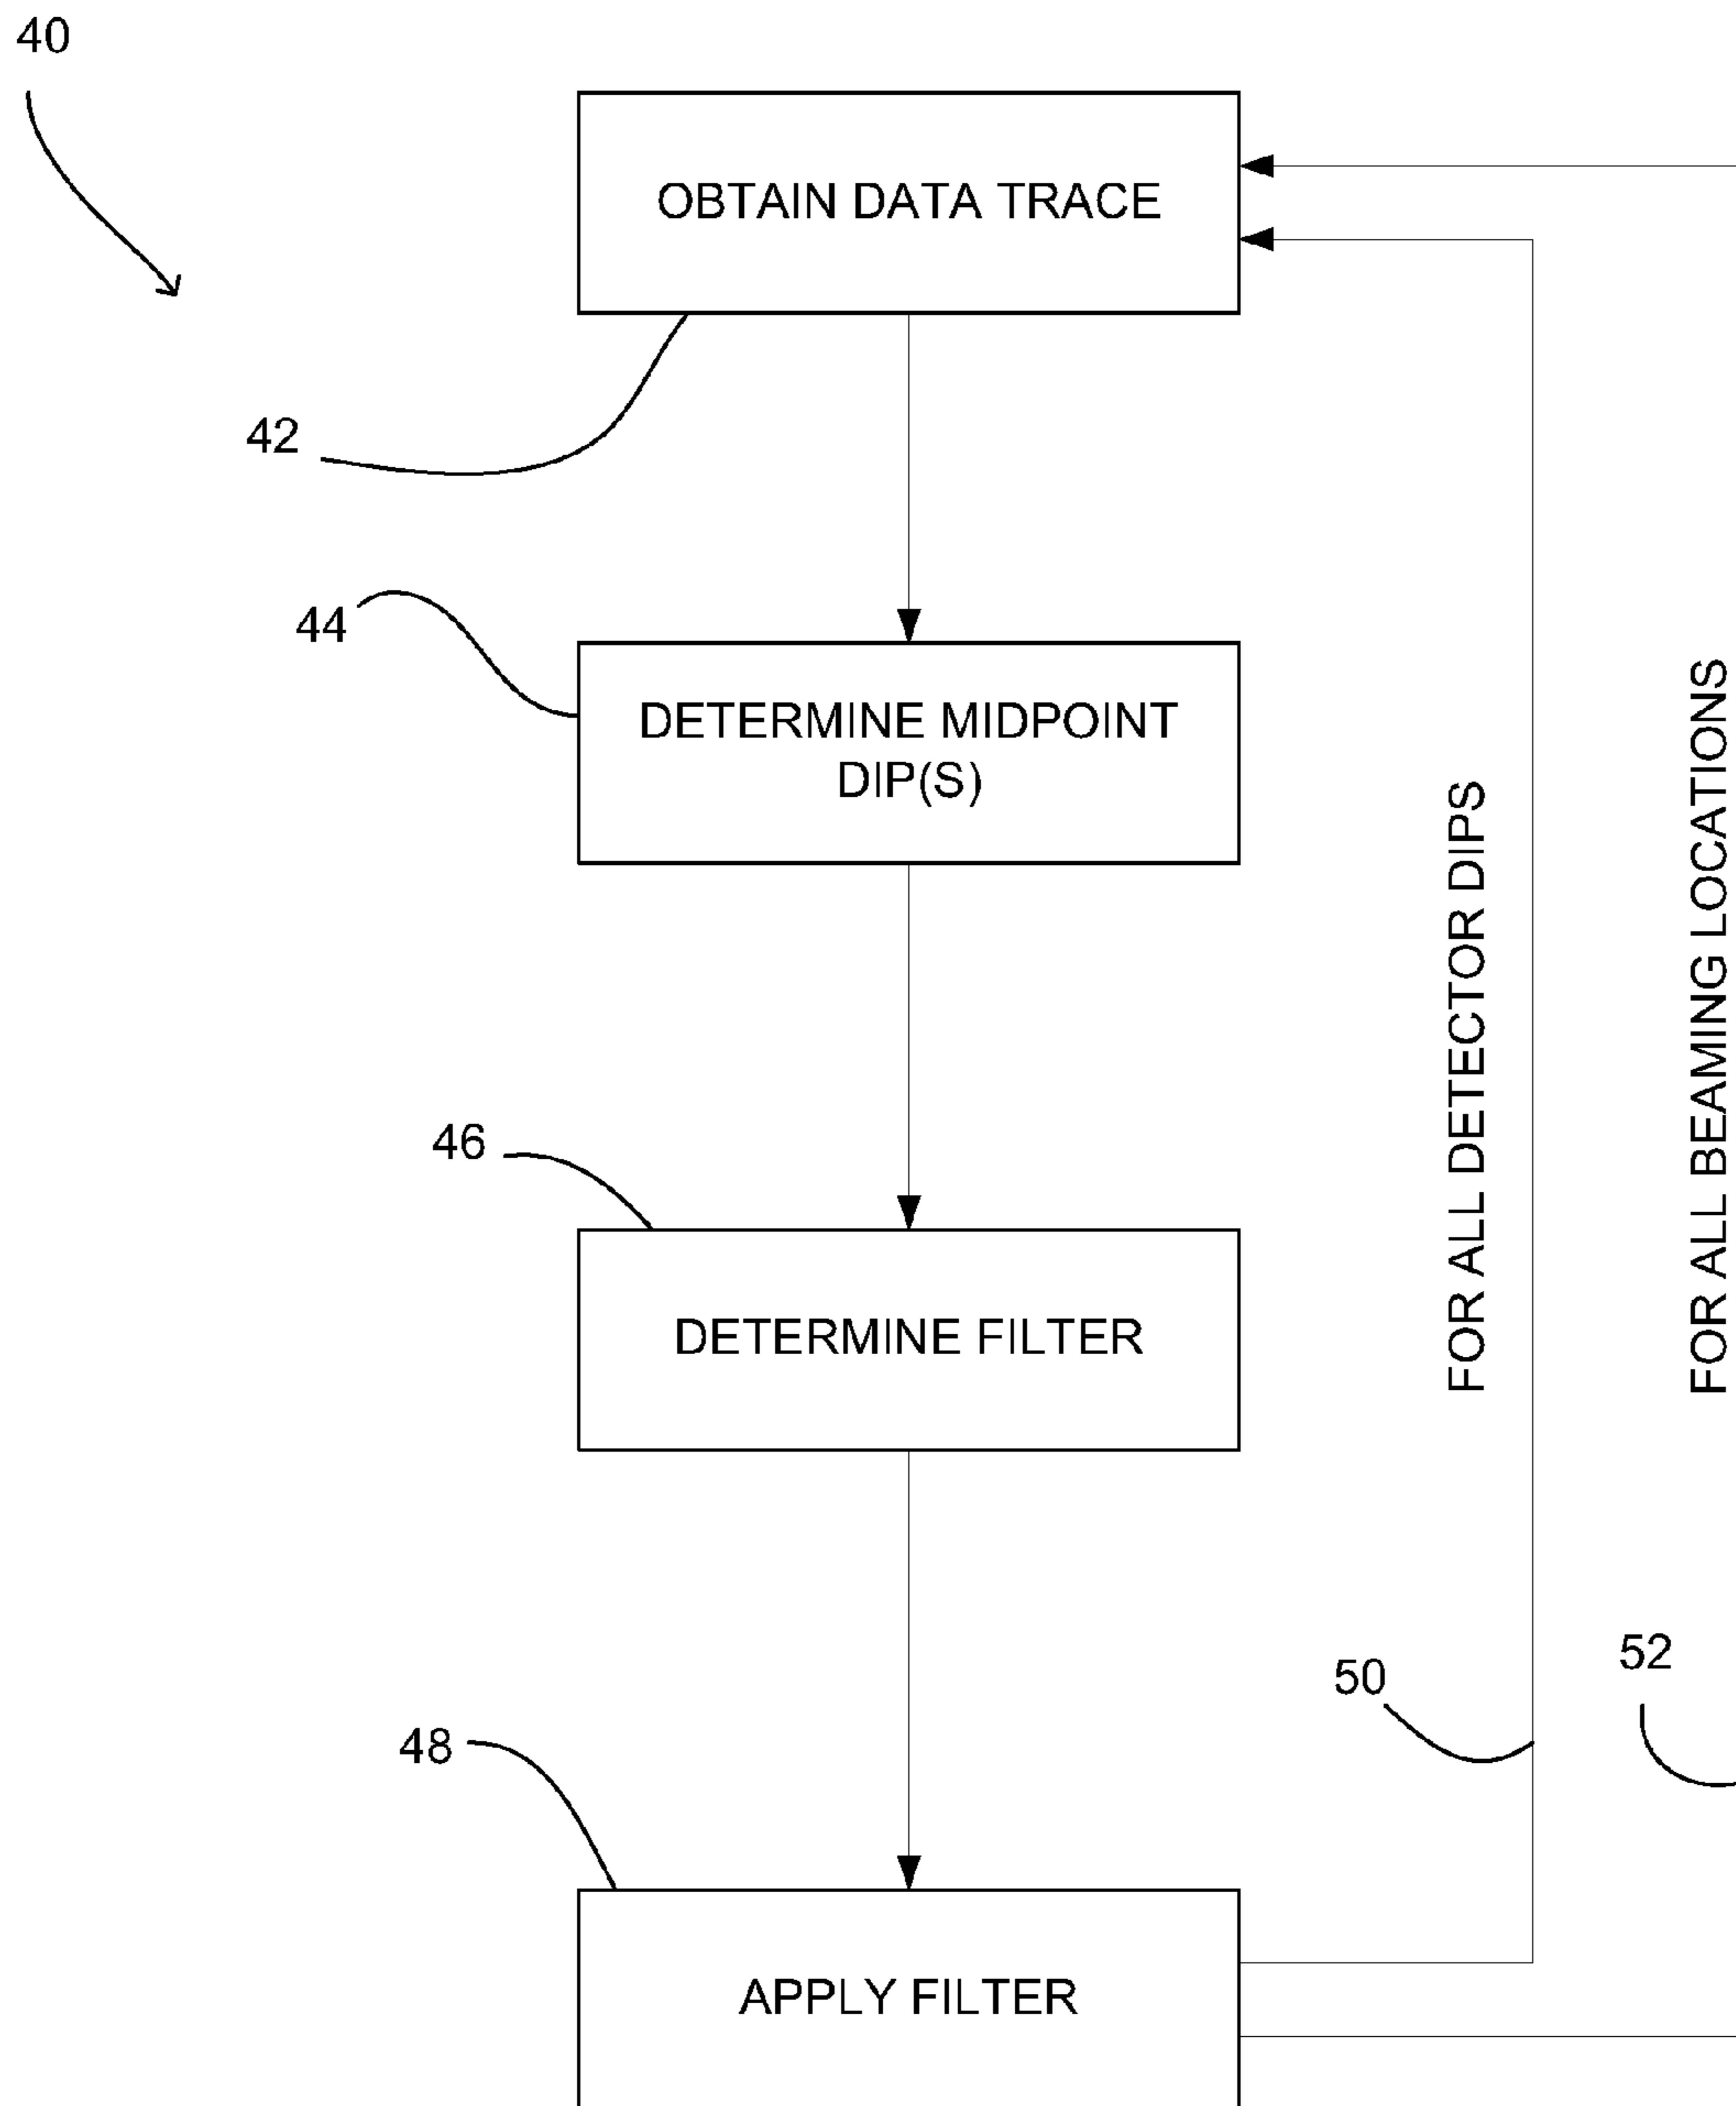 40
OBTAIN DATA TRACE
42
44
DETERMINE MIDPOINT
DIP(S)
46
DETERMINE FILTER
FOR ALL DETECTOR DIPS
FOR ALL BEAMING LOCATIONS
50
52
48
APPLY FILTER